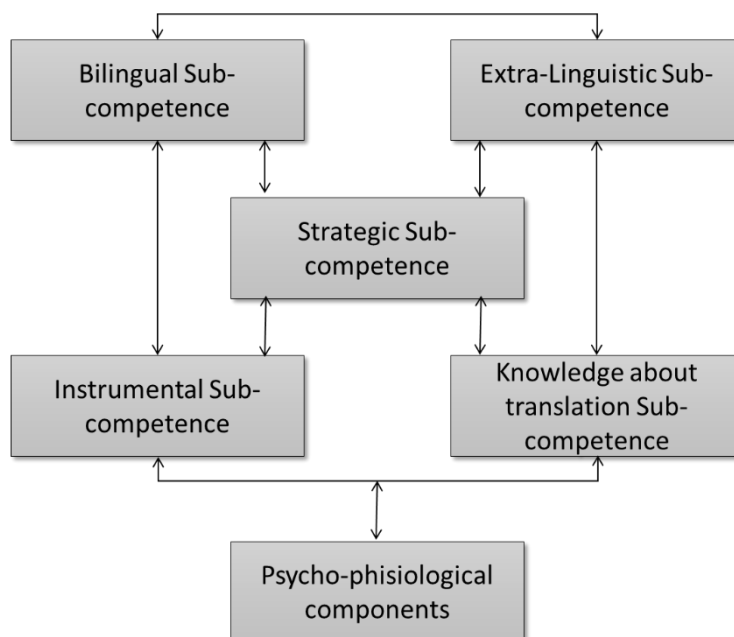 Bilingual Sub-
competence
Extra-Linguistic Sub-
competence
Strategic Sub-
competence
Instrumental Sub-
competence
Knowledge about
translation Sub-
competence
Psycho-phisiological
components